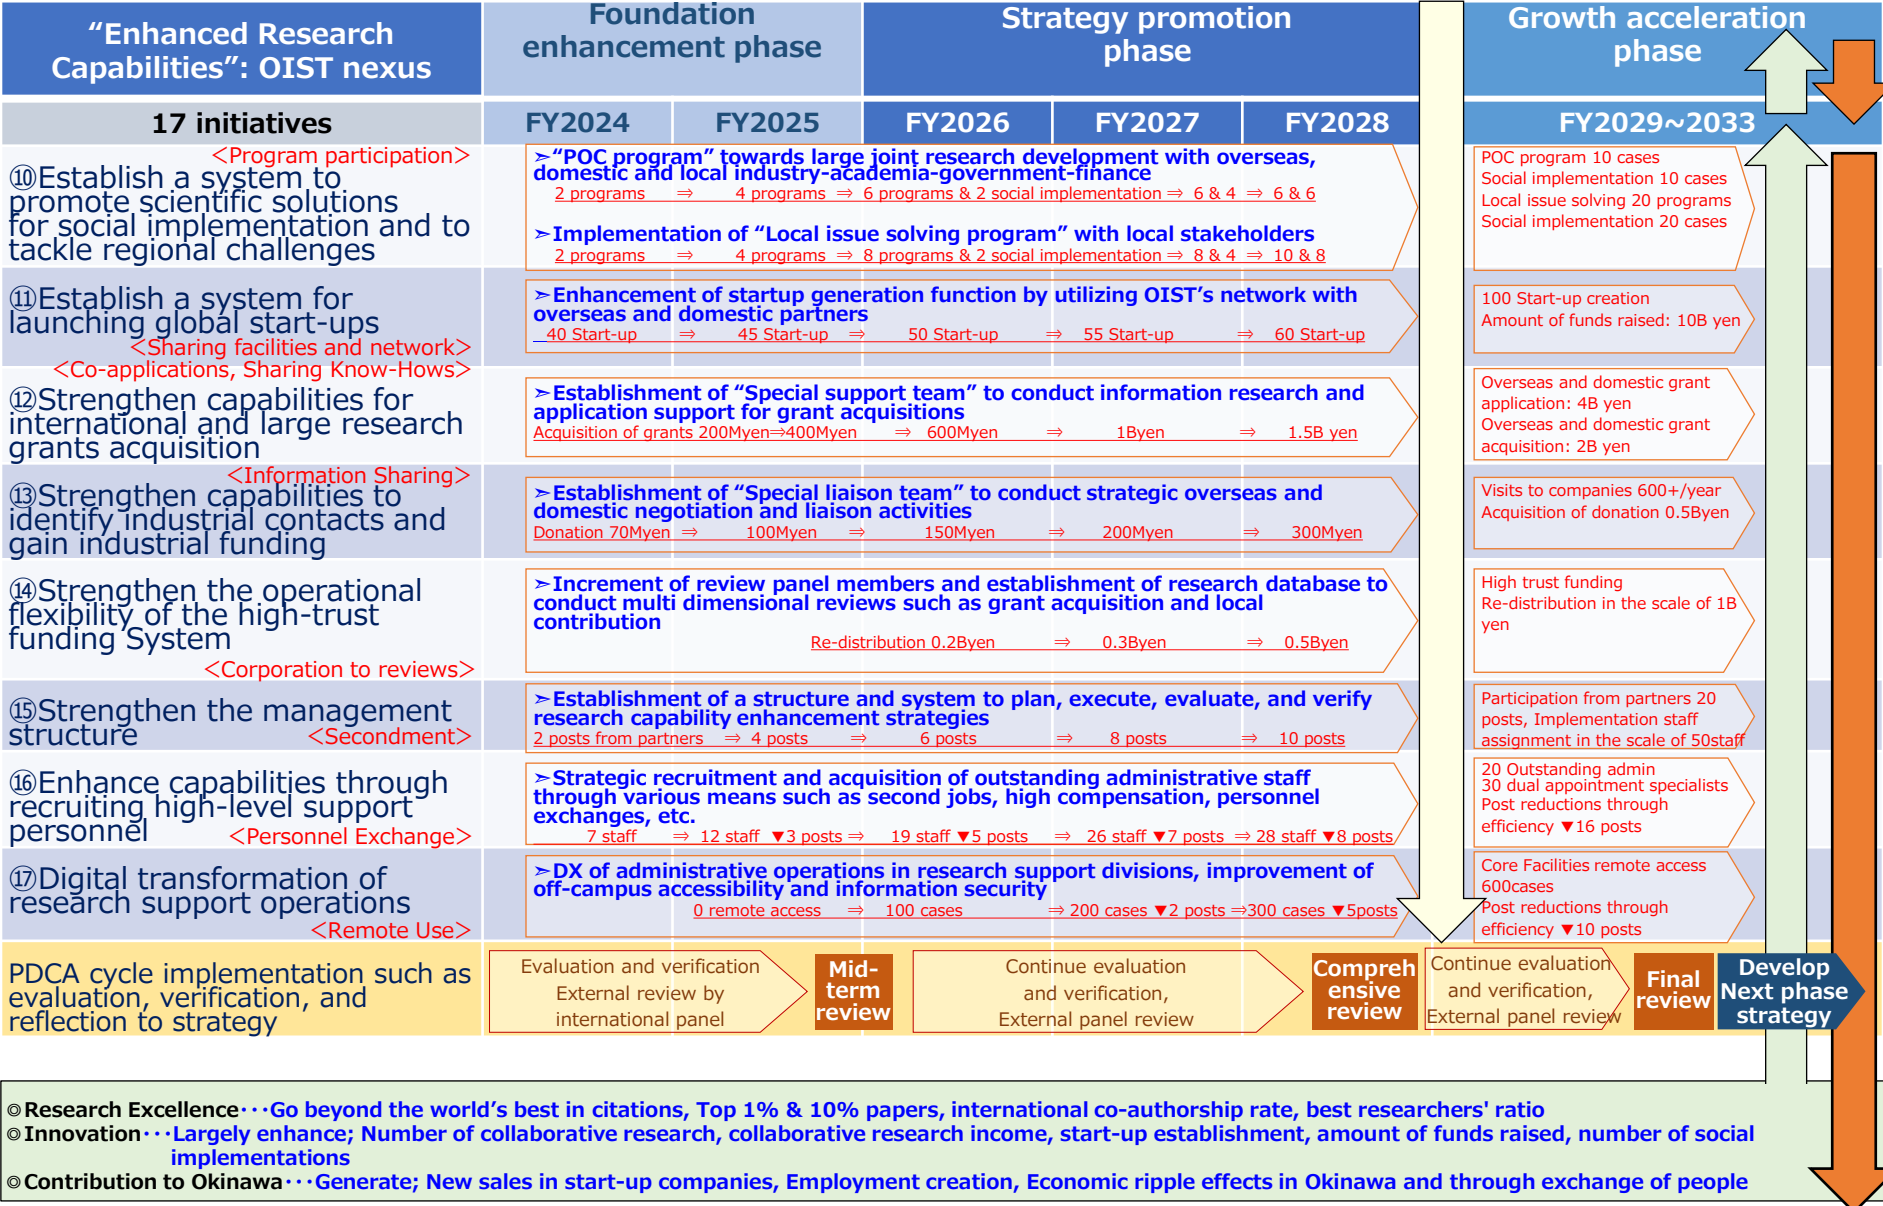 “Enhanced Research
Capabilities”: OIST nexus
Foundation
enhancement phase
Strategy promotion
phase
Growth acceleration
phase
17 initiatives
FY2024
FY2025
FY2026
FY2027
FY2028
FY2029~2033
<Program participation>
⑩Establish a system to
promote scientific solutions
for social implementation and to
tackle regional challenges
➣“POC program” towards large joint research development with overseas,
domestic and local industry-academia-government-finance
2 programs ⇒ 4 programs ⇒ 6 programs & 2 social implementation ⇒ 6 & 4 ⇒ 6 & 6
➣Implementation of “Local issue solving program” with local stakeholders
2 programs ⇒ 4 programs ⇒ 8 programs & 2 social implementation ⇒ 8 & 4 ⇒ 10 & 8
POC program 10 cases
Social implementation 10 cases
Local issue solving 20 programs
Social implementation 20 cases
⑪Establish a system for
launching global start-ups
<Sharing facilities and network>
➣Enhancement of startup generation function by utilizing OIST’s network with
overseas and domestic partners
40 Start-up ⇒ 45 Start-up ⇒ 50 Start-up ⇒ 55 Start-up ⇒ 60 Start-up
100 Start-up creation
Amount of funds raised: 10B yen
<Co-applications, Sharing Know-Hows>
⑫Strengthen capabilities for
international and large research
grants acquisition
➣Establishment of “Special support team” to conduct information research and
application support for grant acquisitions
Acquisition of grants 200Myen⇒400Myen ⇒ 600Myen ⇒ 1Byen ⇒ 1.5B yen
Overseas and domestic grant
application: 4B yen
Overseas and domestic grant
acquisition: 2B yen
<Information Sharing>
⑬Strengthen capabilities to
identify industrial contacts and
gain industrial funding
➣Establishment of “Special liaison team” to conduct strategic overseas and
domestic negotiation and liaison activities
Donation 70Myen ⇒ 100Myen ⇒ 150Myen ⇒ 200Myen ⇒ 300Myen
Visits to companies 600+/year
Acquisition of donation 0.5Byen
⑭Strengthen the operational
flexibility of the high-trust
funding System
<Corporation to reviews>
➣Increment of review panel members and establishment of research database to
conduct multi dimensional reviews such as grant acquisition and local
contribution
Re-distribution 0.2Byen ⇒ 0.3Byen ⇒ 0.5Byen
High trust funding
Re-distribution in the scale of 1B
yen
⑮Strengthen the management
structure <Secondment>
➣Establishment of a structure and system to plan, execute, evaluate, and verify
research capability enhancement strategies
2 posts from partners ⇒ 4 posts ⇒ 6 posts ⇒ 8 posts ⇒ 10 posts
Participation from partners 20
posts, Implementation staff
assignment in the scale of 50staff
⑯Enhance capabilities through
recruiting high-level support
personnel <Personnel Exchange>
➣Strategic recruitment and acquisition of outstanding administrative staff
through various means such as second jobs, high compensation, personnel
exchanges, etc.
7 staff ⇒ 12 staff ▼3 posts ⇒ 19 staff ▼5 posts ⇒ 26 staff ▼7 posts ⇒ 28 staff ▼8 posts
20 Outstanding admin
30 dual appointment specialists
Post reductions through
efficiency ▼16 posts
⑰Digital transformation of
research support operations
<Remote Use>
➣DX of administrative operations in research support divisions, improvement of
off-campus accessibility and information security
0 remote access ⇒ 100 cases ⇒ 200 cases ▼2 posts ⇒300 cases ▼5posts
Core Facilities remote access
600cases
Post reductions through
efficiency ▼10 posts
PDCA cycle implementation such as
evaluation, verification, and
reflection to strategy
Evaluation and verification
External review by
international panel
Mid-
term
review
Continue evaluation
and verification,
External panel review
Compreh
ensive
review
Continue evaluation
and verification,
External panel review
Final
review
Develop
Next phase
strategy
◎Research Excellence･･･Go beyond the world’s best in citations, Top 1% & 10% papers, international co-authorship rate, best researchers' ratio
◎Innovation･･･Largely enhance; Number of collaborative research, collaborative research income, start-up establishment, amount of funds raised, number of social
implementations
◎Contribution to Okinawa･･･Generate; New sales in start-up companies, Employment creation, Economic ripple effects in Okinawa and through exchange of people